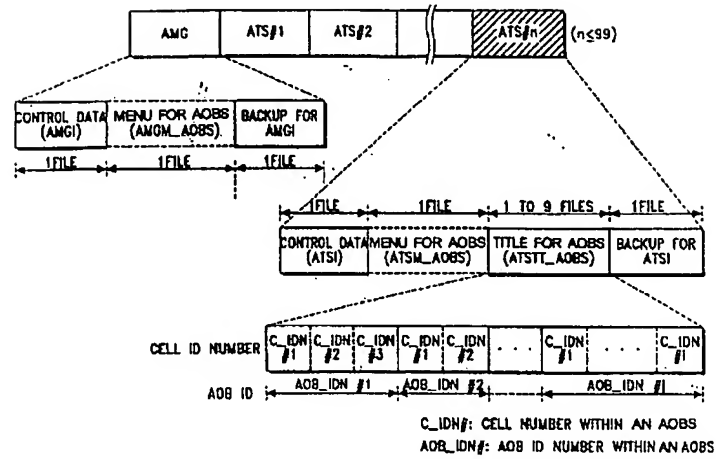 AMG ATS#1 ATS#2 ATS#n (n≤99)
CONTROL DATA (AMGI) MENU FOR AOBS (AMGM_AOBS) BACKUP FOR AMGI
1FILE 1FILE 1FILE
1FILE 1FILE 1 TO 9 FILES 1FILE
CONTROL DATA (ATSI) MENU FOR AOBS (ATSM_AOBS) TITLE FOR AOBS (ATSTT_AOBS) BACKUP FOR ATSI
CELL ID NUMBER C_IDN #1 C_IDN #2 C_IDN #3 C_IDN #1 C_IDN #2 ... C_IDN #1 ... C_IDN #I
AOB ID AOB_IDN #1 AOB_IDN #2 AOB_IDN #I
C_IDN#: CELL NUMBER WITHIN AN AOBS
AOB_IDN#: AOB ID NUMBER WITHIN AN AOBS